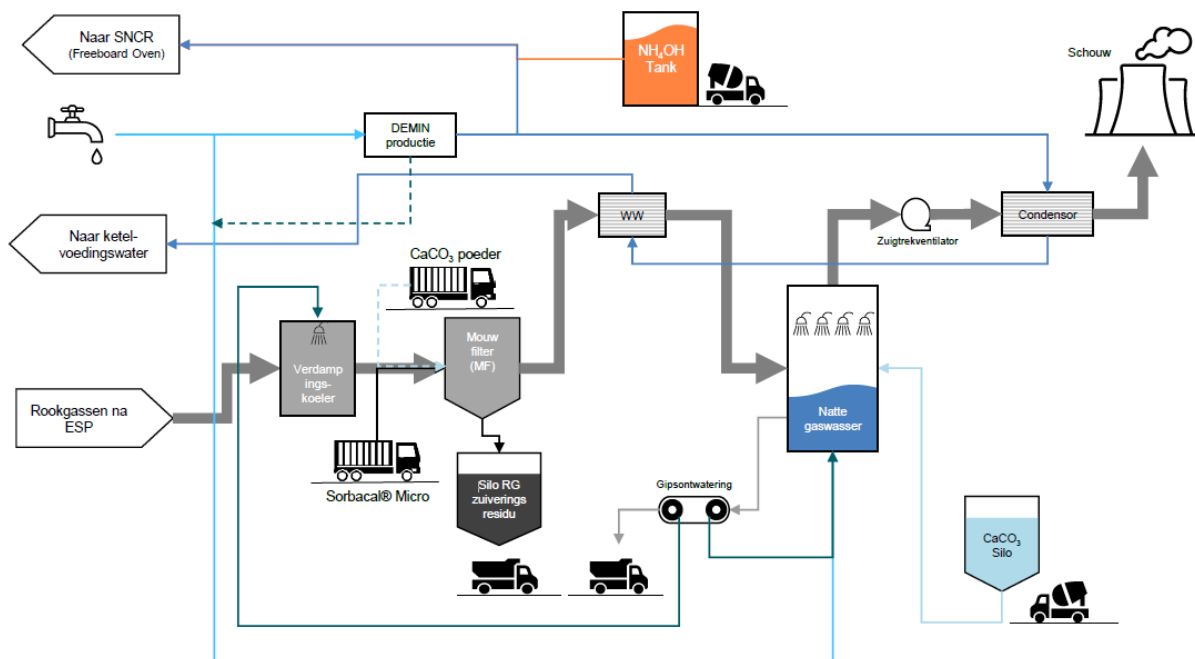 Naar SNCR
(Freeboard Oven)
NH₄OH
Tank
Schouw
DEMIN
productie
Naar ketel-
voedingswater
WW
Zuigtrekventilator
Condensor
CaCO₃ poeder
Verdamp
ings-
koeler
Mouw
filter
(MF)
Rookgassen na
ESP
Sorbacal® Micro
Silo RG
zuiverings
residu
Gipsontwatering
Natte
gaswasser
CaCO₃
Silo